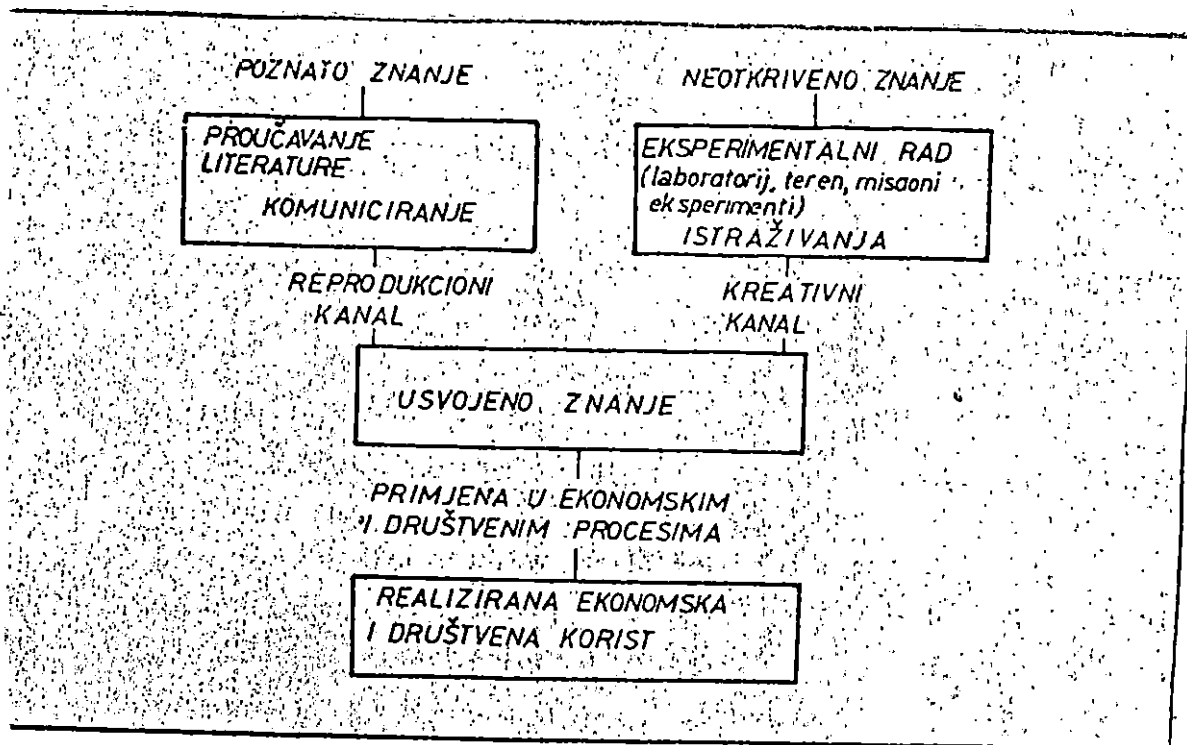 POZNATO ZNANJE
PROUČAVANJE
LITERATURE
KOMUNICIRANJE
REPRODUKCIONI
KANAL
NEOTKRIVENO ZNANJE
EKSPERIMENTALNI RAD
(laboratorij, teren, misaoni
eksperimenti)
ISTRAŽIVANJA
KREATIVNI
KANAL
USVOJENO ZNANJE
PRIMJENA U EKONOMSKIM
I DRUŠTVENIM PROCESIMA
REALIZIRANA EKONOMSKA
I DRUŠTVENA KORIST